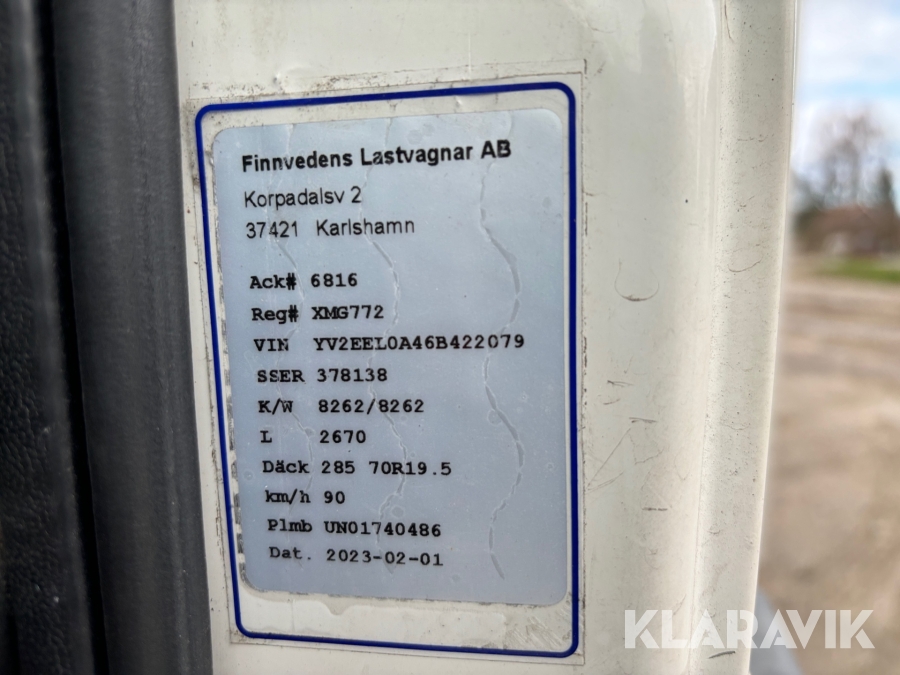 Finnvedens Lastvagnar AB
Korpadalsv 2
37421 Karlshamn
Ack# 6816
Reg# XMG772
VIN YV2EEL0A46B422079
SSER 378138
K/W 8262/8262
L 2670
Däck 285 70R19.5
km/h 90
Plmb UN01740486
Dat. 2023-02-01
KLARAVIK